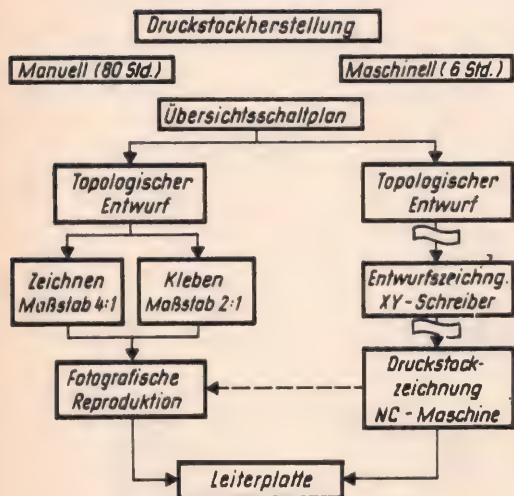 Druckstockherstellung
Manuell (80 Std.)
Maschinell (6 Std.)
Übersichtsschaltplan
Topologischer
Entwurf
Topologischer
Entwurf
Zeichnen
Maßstab 4:1
Kleben
Maßstab 2:1
Entwurfszeichng.
XY-Schreiber
Fotografische
Reproduktion
Druckstock-
zeichnung
NC-Maschine
Leiterplatte